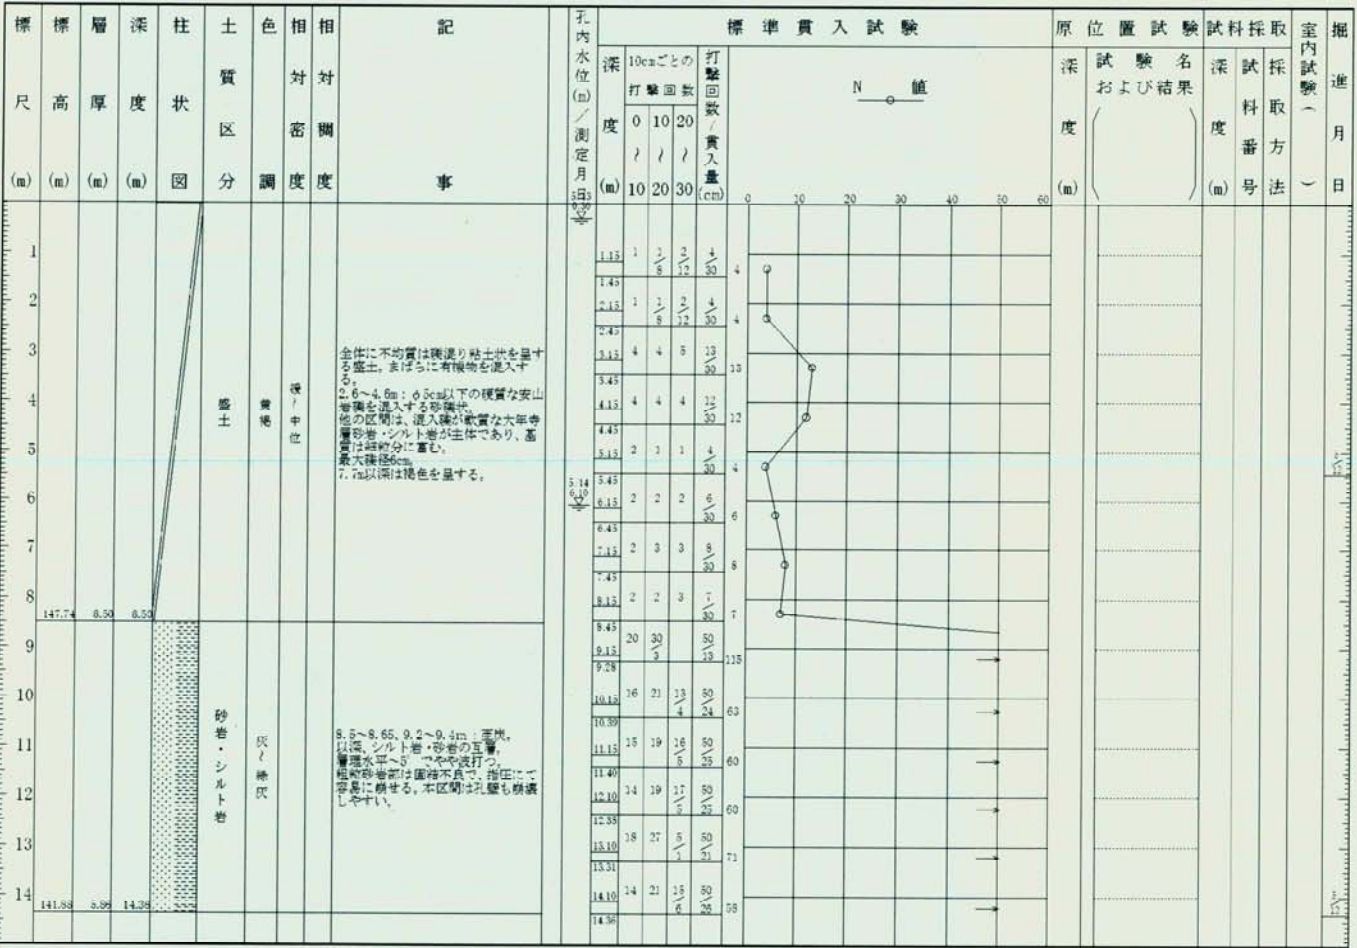 標尺(m)
標高(m)
層厚(m)
深度(m)
柱状図
土質区分
色調
相対密度
相対稠度
記事
孔内水位(m)/測定月日
標準貫入試験
深度(m)
10cmごとの
打撃回数
0~10
10~20
20~30
打撃回数/貫入量(cm)
N 値
0 10 20 30 40 50 60
原位置試験
深度(m)
試験名
および結果
試料採取
深度(m)
試料番号
採取方法
室内試験()
掘進月日
1
2
3
4
5
6
7
8
9
10
11
12
13
14
147.74 8.50 8.50
盛土
黄褐
緩~中位
全体に不均質は礫混り粘土状を呈す
る盛土。まばらに有機物を混入す
る。
2.6~4.6m:φ5cm以下の硬質な安山
岩礫を混入する砂礫状。
他の区間は、混入礫が軟質な大年寺
層砂岩・シルト岩が主体であり、基
質は細粒分に富む。
最大礫径6cm。
7.7m以深は褐色を呈する。
141.88 5.86 14.36
砂岩・シルト岩
灰~緑灰
8.5~8.65、9.2~9.4m:亜炭。
以深、シルト岩・砂岩の互層。
層理水平~5°でやや波打つ。
粗粒砂岩部は固結不良で、指圧にて
容易に崩せる。本区間は孔壁も崩壊
しやすい。
5/14
6.10
1.15 1 1/8 2/12 4/30 4
1.45
2.15 1 1/8 2/12 4/30 4
2.45
3.15 4 4 5 13/30 13
3.45
4.15 4 4 4 12/30 12
4.45
5.15 2 1 1 4/30 4
5.45
6.15 2 2 2 6/30 6
6.45
7.15 2 3 3 8/30 8
7.45
8.15 2 2 3 7/30 7
8.45
9.15 20 30/3 50/13 115
9.28
10.15 16 21 13/4 50/24 63
10.39
11.15 15 19 16/5 50/25 60
11.40
12.10 14 19 17/5 50/25 60
12.35
13.10 18 27 5/1 50/21 71
13.31
14.10 14 21 15/6 50/26 58
14.36